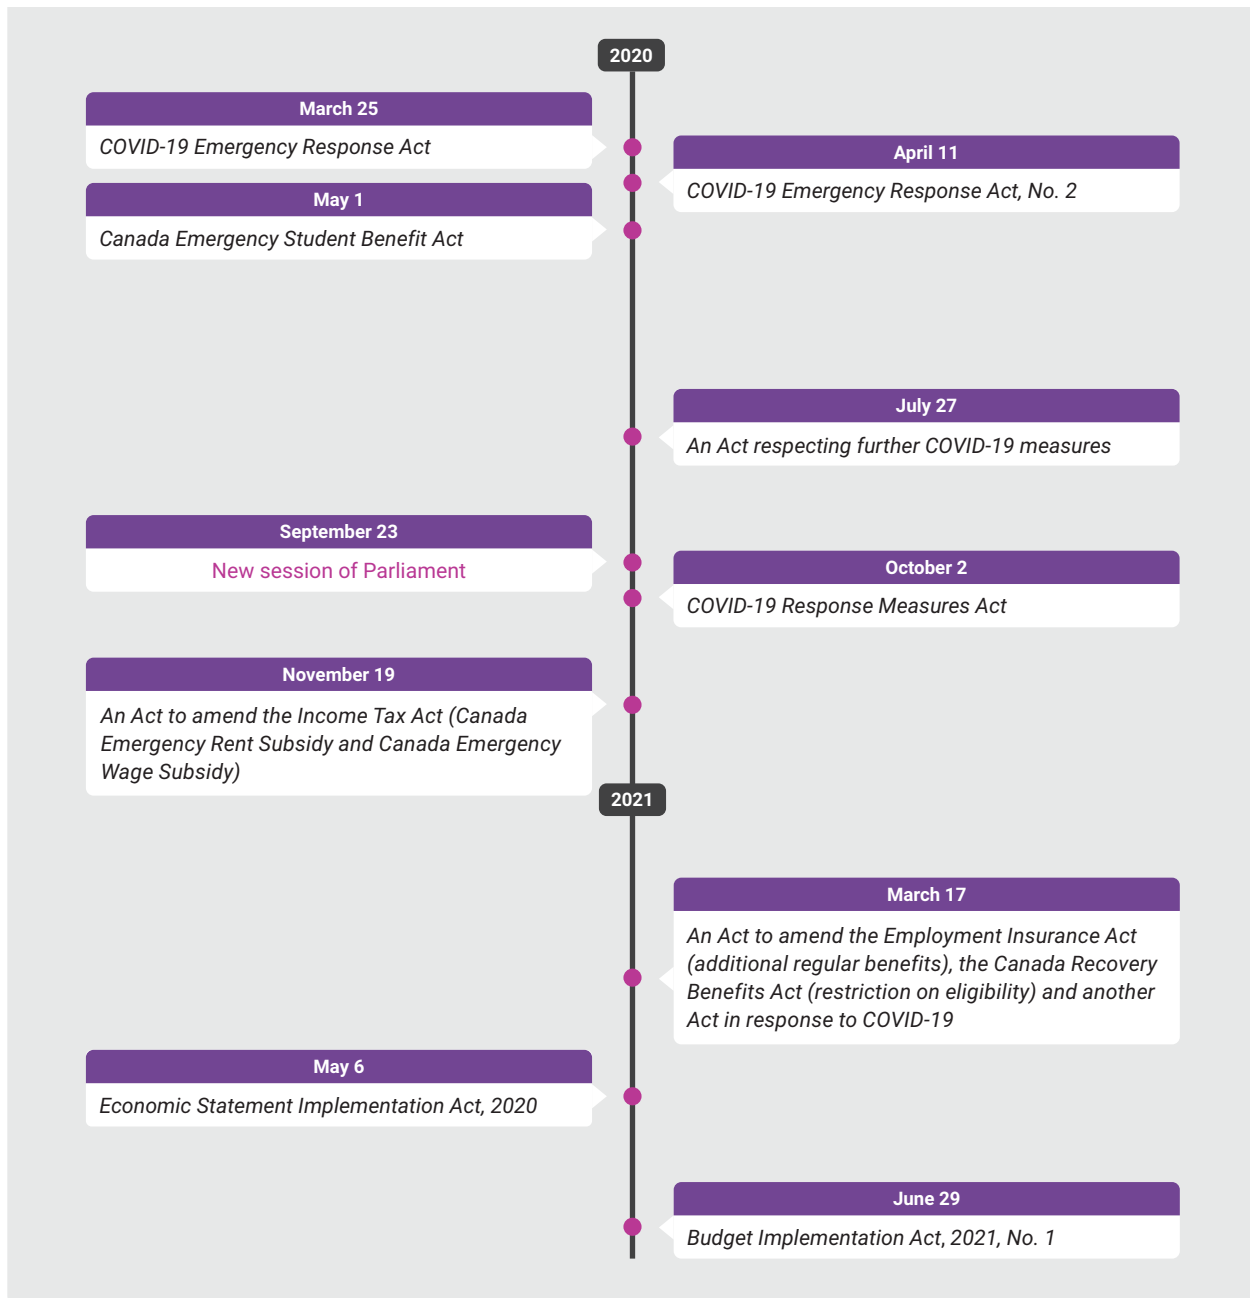 2020
March 25
COVID-19 Emergency Response Act
April 11
COVID-19 Emergency Response Act, No. 2
May 1
Canada Emergency Student Benefit Act
July 27
An Act respecting further COVID-19 measures
September 23
New session of Parliament
October 2
COVID-19 Response Measures Act
November 19
An Act to amend the Income Tax Act (Canada
Emergency Rent Subsidy and Canada Emergency
Wage Subsidy)
2021
March 17
An Act to amend the Employment Insurance Act
(additional regular benefits), the Canada Recovery
Benefits Act (restriction on eligibility) and another
Act in response to COVID-19
May 6
Economic Statement Implementation Act, 2020
June 29
Budget Implementation Act, 2021, No. 1